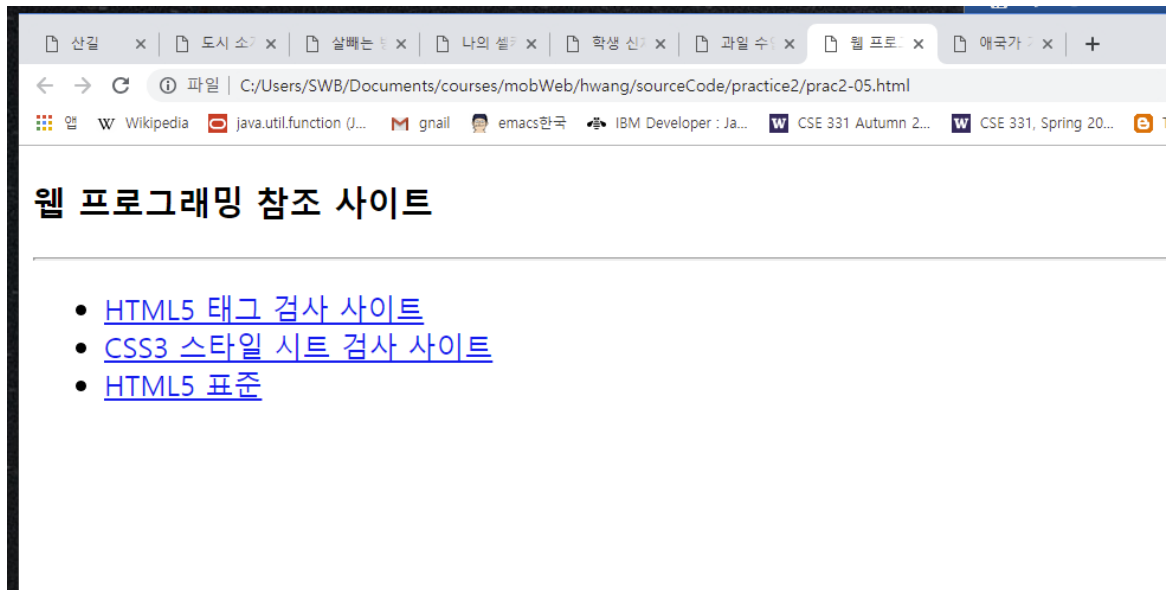 산길
도시 소
살빼는
나의 셀
학생 신
과일 수
웹 프로
애국가
파일 C:/Users/SWB/Documents/courses/mobWeb/hwang/sourceCode/practice2/prac2-05.html
앱 Wikipedia java.util.function (J... gnail emacs한국 IBM Developer : Ja... CSE 331 Autumn 2... CSE 331, Spring 20...
웹 프로그래밍 참조 사이트
HTML5 태그 검사 사이트
CSS3 스타일 시트 검사 사이트
HTML5 표준